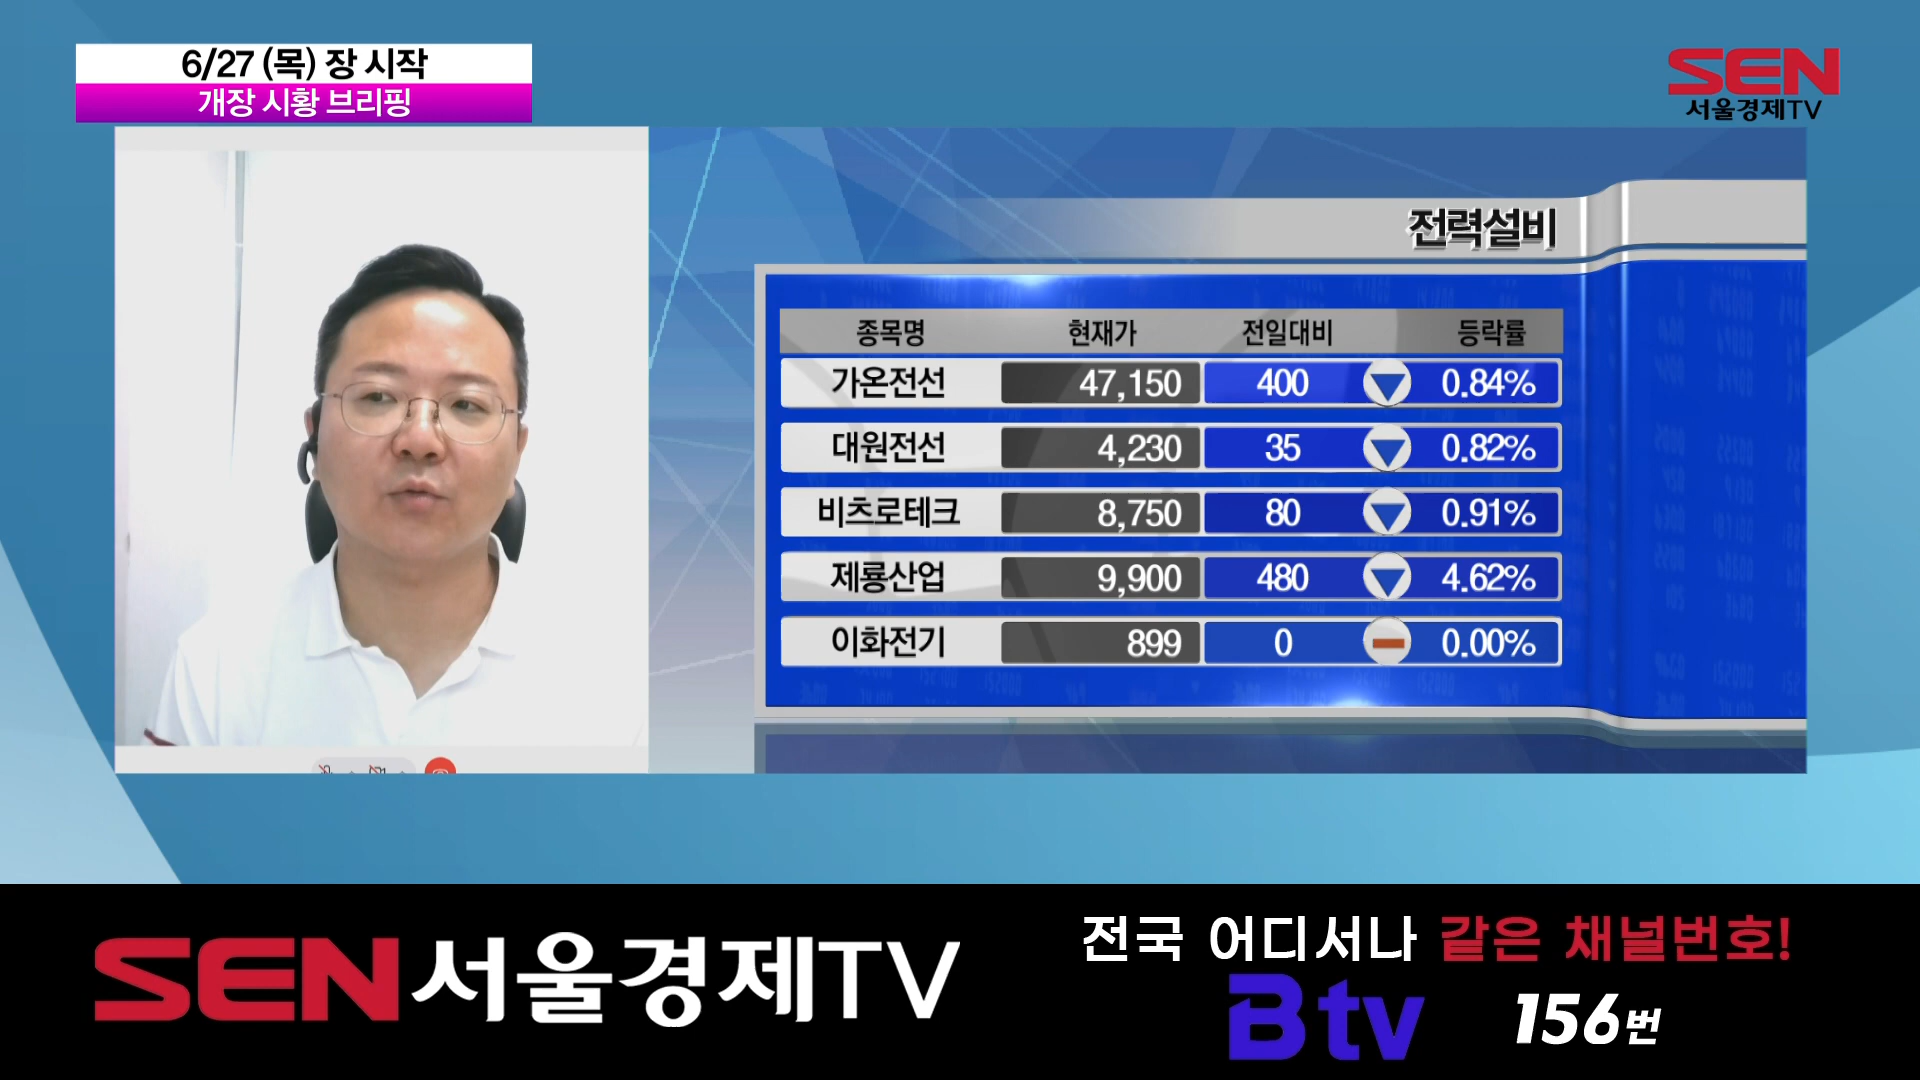 6/27 (목) 장 시작
개장 시황 브리핑
SEN
서울경제TV
전력설비
종목명 현재가 전일대비 등락률
가온전선 47,150 400 ▼ 0.84%
대원전선 4,230 35 ▼ 0.82%
비츠로테크 8,750 80 ▼ 0.91%
제룡산업 9,900 480 ▼ 4.62%
이화전기 899 0 - 0.00%
SEN서울경제TV
전국 어디서나 같은 채널번호!
B tv 156번